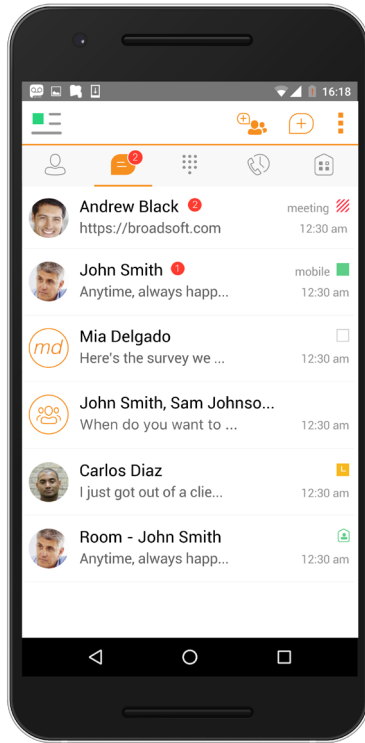 16:18
2
Andrew Black 2
meeting
https://broadsoft.com
12:30 am
John Smith 1
mobile
Anytime, always happ...
12:30 am
md
Mia Delgado
Here's the survey we ...
12:30 am
John Smith, Sam Johnso...
When do you want to ...
12:30 am
Carlos Diaz
L
I just got out of a clie...
12:30 am
Room - John Smith
Anytime, always happ...
12:30 am